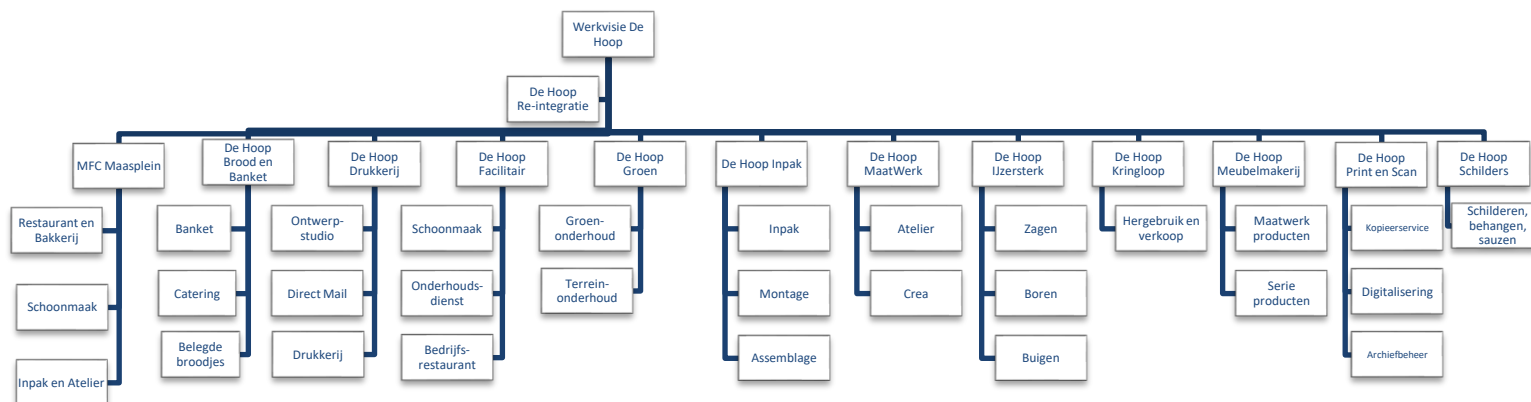 Werkvisie De
Hoop
De Hoop
Re-integratie
MFC Maasplein
Restaurant en
Bakkerij
Schoonmaak
Inpak en Atelier
De Hoop
Brood en
Banket
Banket
Catering
Belegde
broodjes
De Hoop
Drukkerij
Ontwerp-
studio
Direct Mail
Drukkerij
De Hoop
Facilitair
Schoonmaak
Onderhouds-
dienst
Bedrijfs-
restaurant
De Hoop
Groen
Groen-
onderhoud
Terrein-
onderhoud
De Hoop Inpak
Inpak
Montage
Assemblage
De Hoop
MaatWerk
Atelier
Crea
De Hoop
IJzersterk
Zagen
Boren
Buigen
De Hoop
Kringloop
Hergebruik en
verkoop
De Hoop
Meubelmakerij
Maatwerk
producten
Serie
producten
De Hoop
Print en Scan
Kopieerservice
Digitalisering
Archiefbeheer
De Hoop
Schilders
Schilderen,
behangen,
sauzen